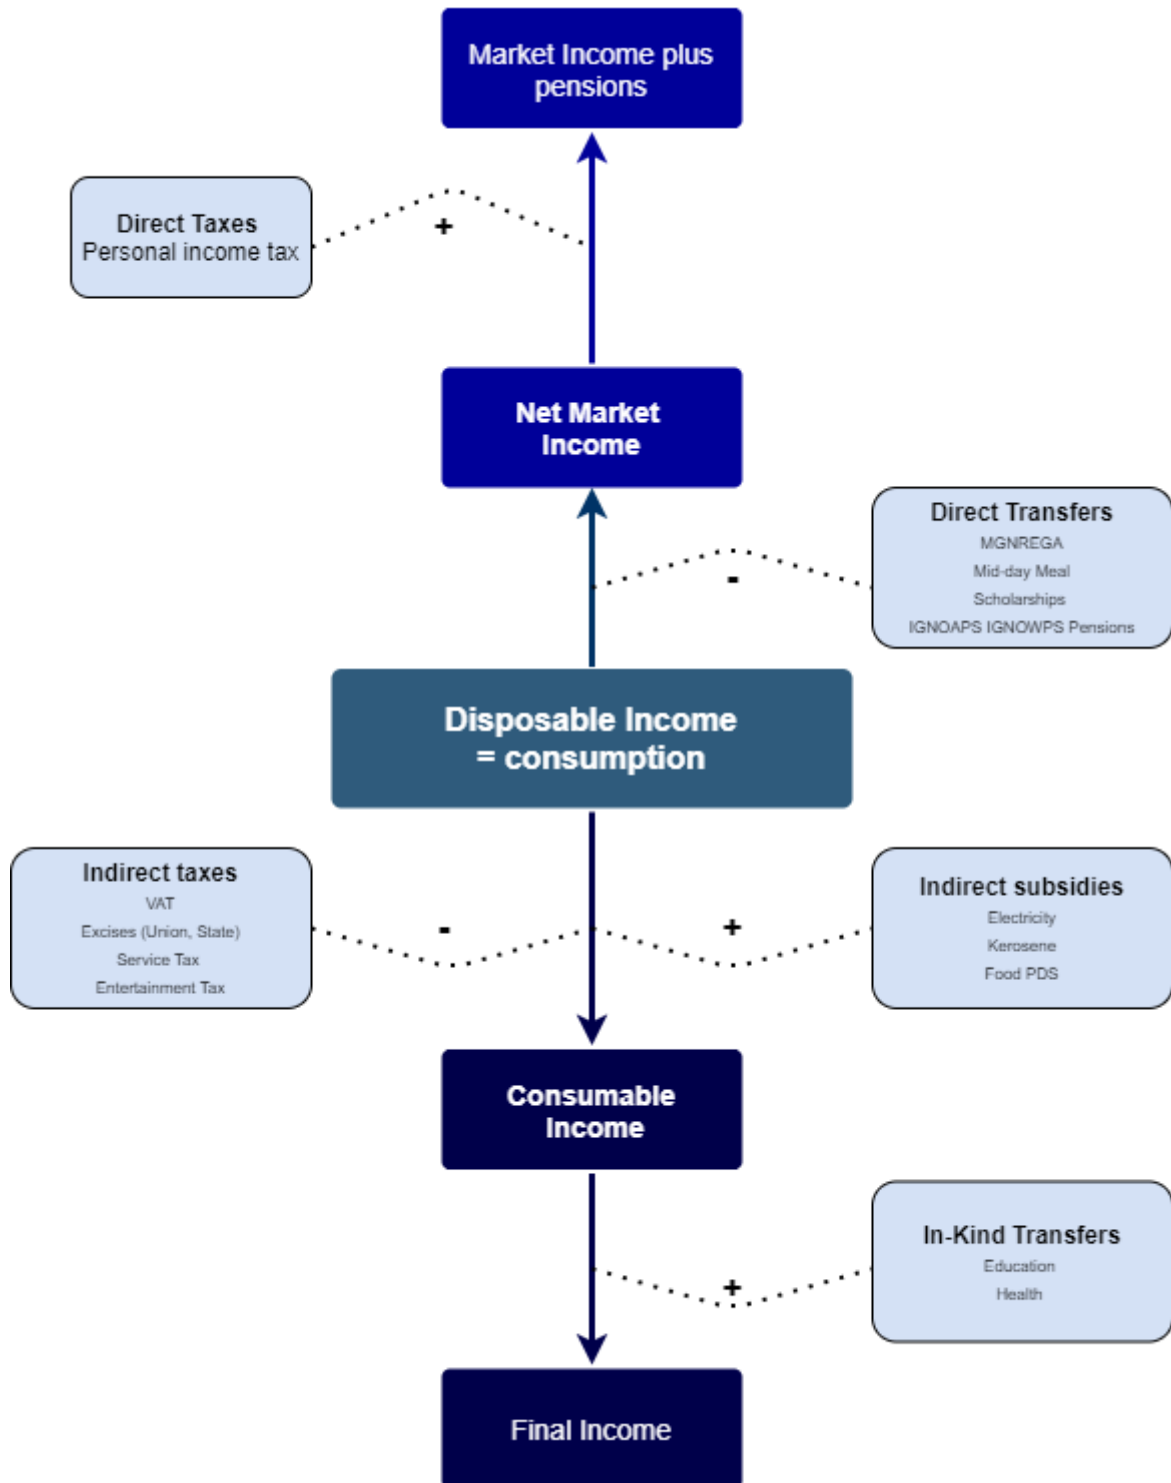 Market Income plus
pensions
Direct Taxes
Personal income tax
+
Net Market
Income
Direct Transfers
MGNREGA
Mid-day Meal
Scholarships
IGNOAPS IGNOWPS Pensions
-
Disposable Income
= consumption
Indirect taxes
VAT
Excises (Union, State)
Service Tax
Entertainment Tax
-
+
Indirect subsidies
Electricity
Kerosene
Food PDS
Consumable
Income
In-Kind Transfers
Education
Health
+
Final Income